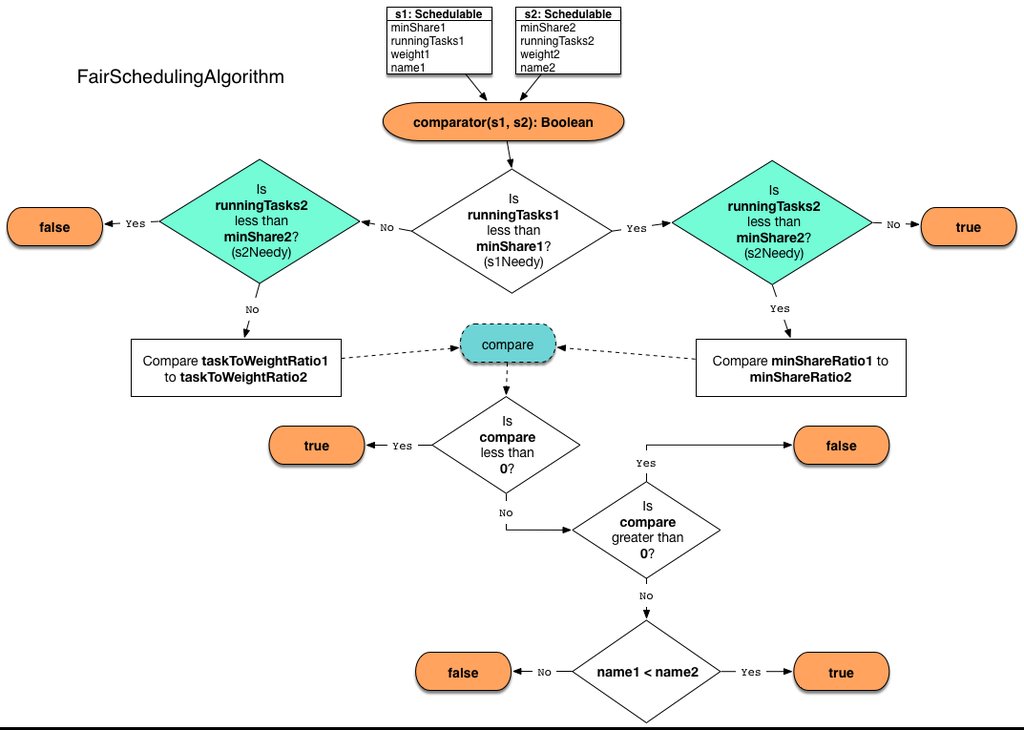 s1: Schedulable
minShare1
runningTasks1
weight1
name1
s2: Schedulable
minShare2
runningTasks2
weight2
name2
FairSchedulingAlgorithm
comparator(s1, s2): Boolean
false
Yes
Is
runningTasks2
less than
minShare2?
(s2Needy)
No
Is
runningTasks1
less than
minShare1?
(s1Needy)
Yes
Is
runningTasks2
less than
minShare2?
(s2Needy)
No
true
No
Yes
Compare taskToWeightRatio1
to taskToWeightRatio2
compare
Compare minShareRatio1 to
minShareRatio2
true
Yes
Is
compare
less than
0?
false
Yes
No
Is
compare
greater than
0?
No
false
No
name1 < name2
Yes
true